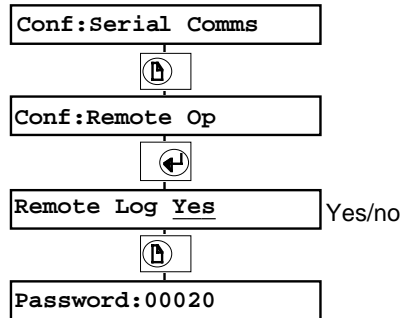 Conf:Serial Comms
Conf:Remote Op
Remote Log Yes Yes/no
Password:00020